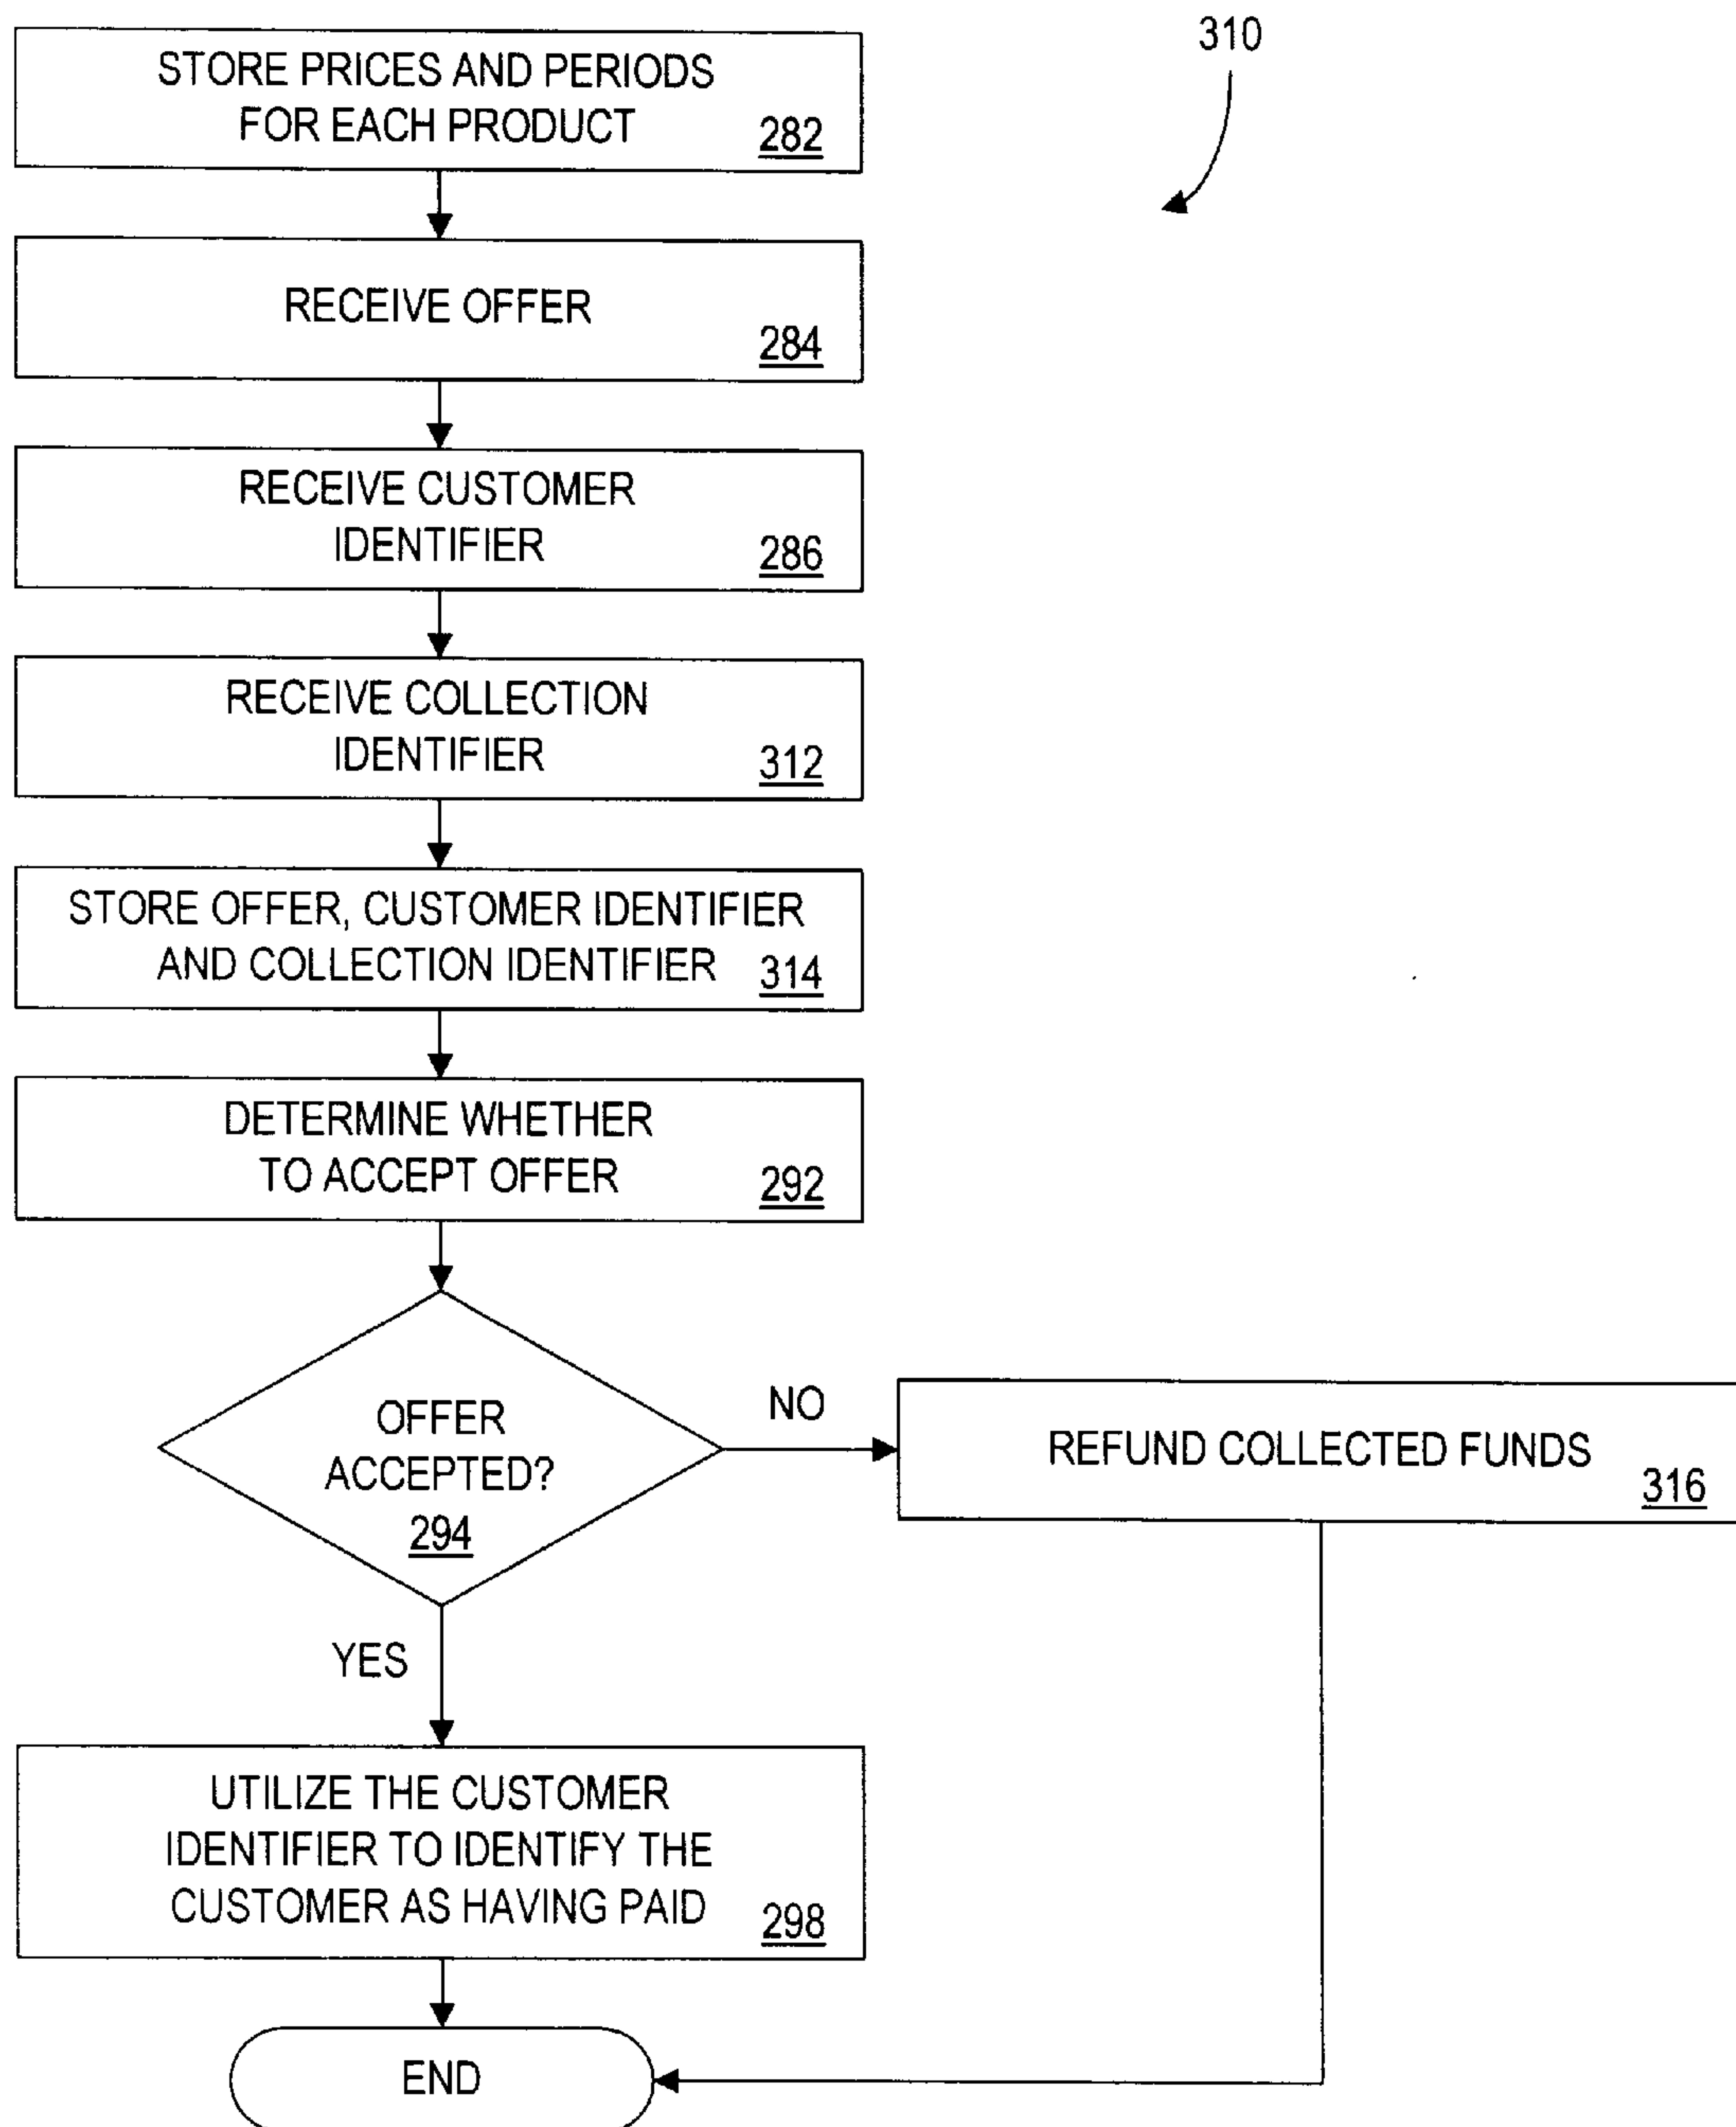 310
STORE PRICES AND PERIODS
FOR EACH PRODUCT
282
RECEIVE OFFER
284
RECEIVE CUSTOMER
IDENTIFIER
286
RECEIVE COLLECTION
IDENTIFIER
312
STORE OFFER, CUSTOMER IDENTIFIER
AND COLLECTION IDENTIFIER
314
DETERMINE WHETHER
TO ACCEPT OFFER
292
OFFER
ACCEPTED?
294
NO
REFUND COLLECTED FUNDS
316
YES
UTILIZE THE CUSTOMER
IDENTIFIER TO IDENTIFY THE
CUSTOMER AS HAVING PAID
298
END